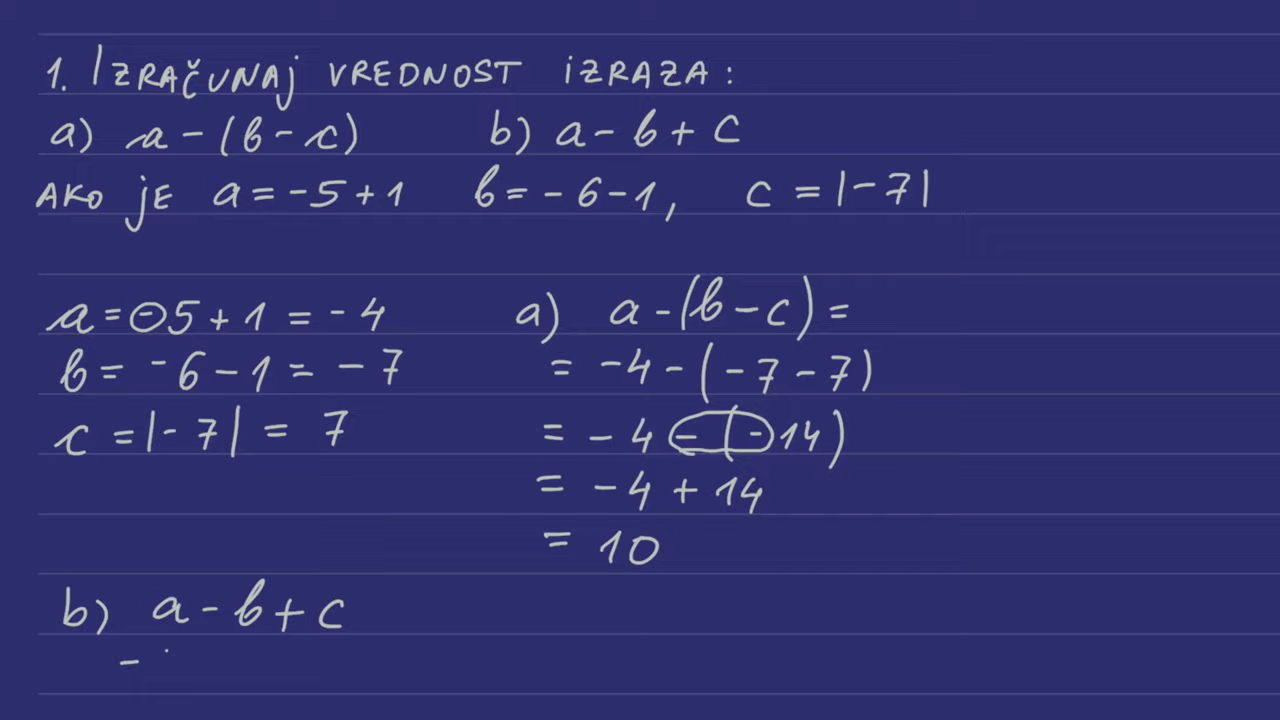 1. IZRAČUNAJ VREDNOST IZRAZA:
a) a - (b - c) b) a - b + c
AKO JE a = -5 + 1 b = -6 - 1, c = |-7|
a = -5 + 1 = -4
b = -6 - 1 = -7
c = |-7| = 7
a) a - (b - c) =
= -4 - (-7 - 7)
= -4 - (-14)
= -4 + 14
= 10
b) a - b + c
-